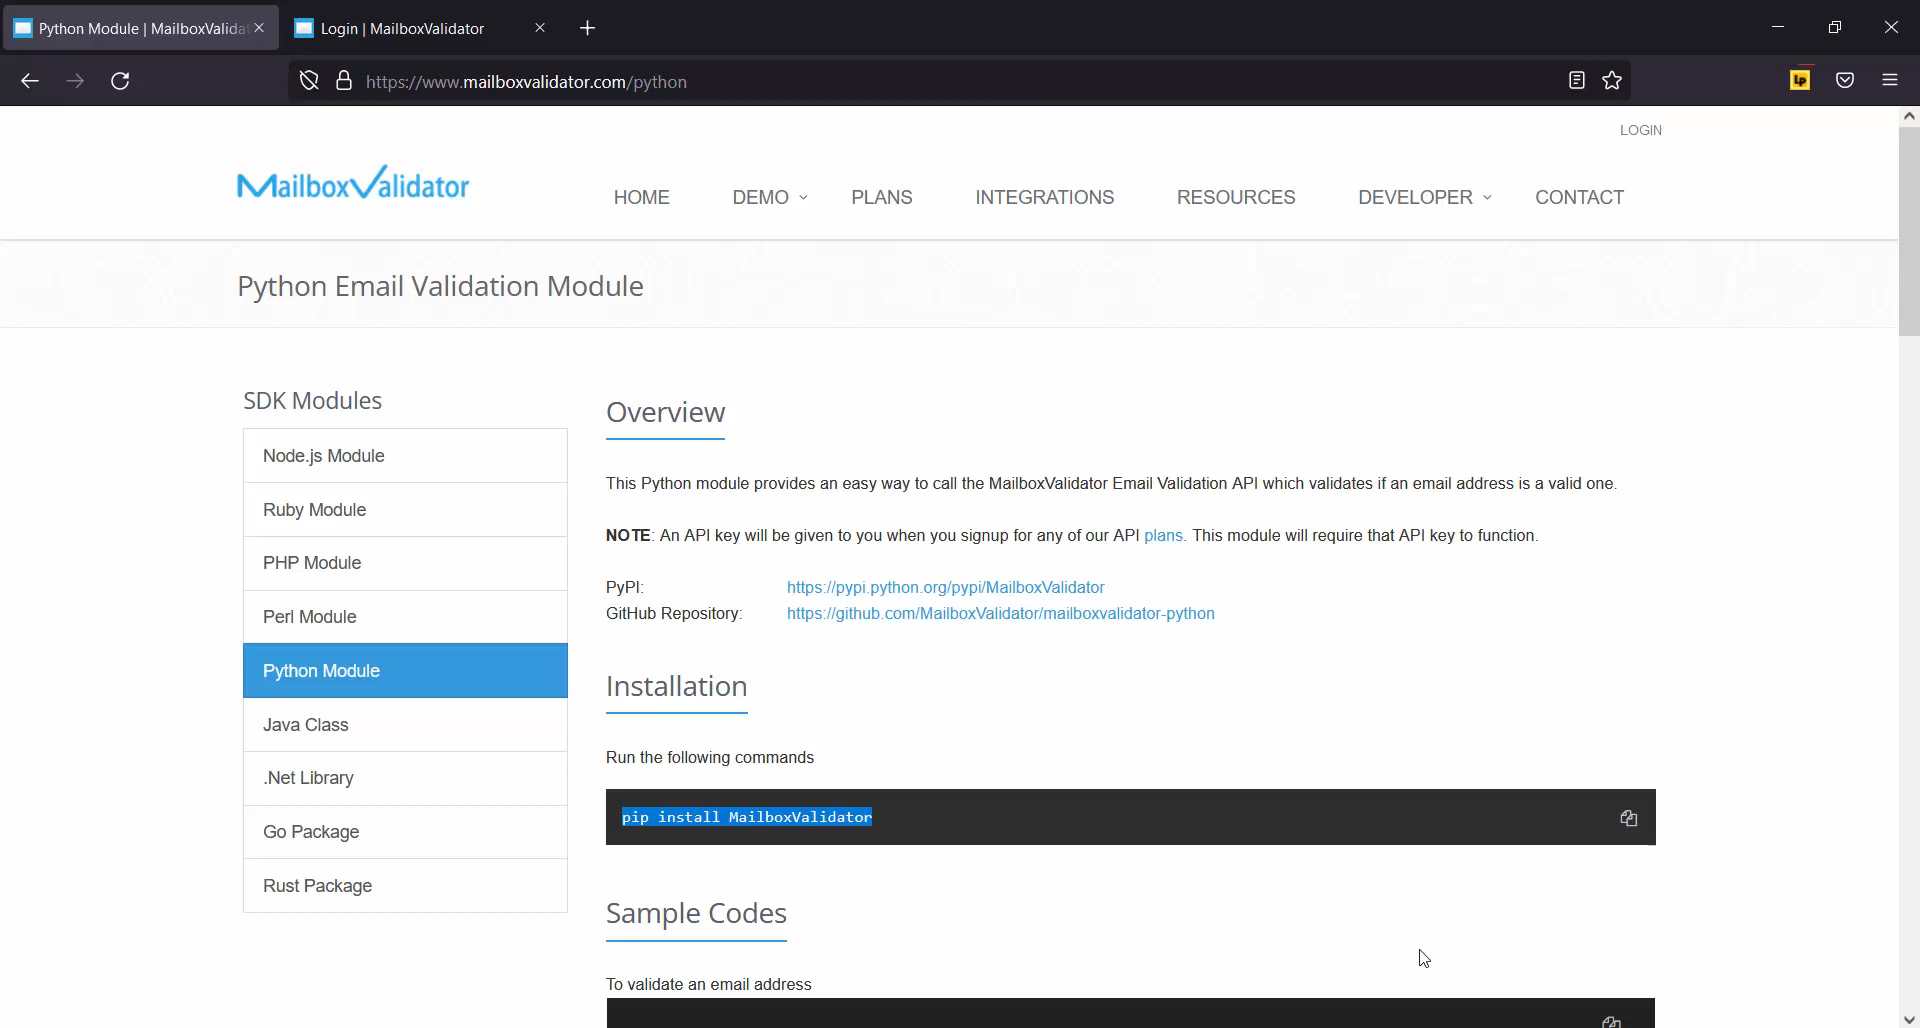 Python Module | MailboxValida
Login | MailboxValidator
https://www.mailboxvalidator.com/python
LP
LOGIN
MailboxValidator
HOME
DEMO
PLANS
INTEGRATIONS
RESOURCES
DEVELOPER
CONTACT
Python Email Validation Module
SDK Modules
Node.js Module
Ruby Module
PHP Module
Perl Module
Python Module
Java Class
.Net Library
Go Package
Rust Package
Overview
This Python module provides an easy way to call the MailboxValidator Email Validation API which validates if an email address is a valid one.
NOTE: An API key will be given to you when you signup for any of our API plans. This module will require that API key to function.
PyPI: https://pypi.python.org/pypi/MailboxValidator
GitHub Repository: https://github.com/MailboxValidator/mailboxvalidator-python
Installation
Run the following commands
pip install MailboxValidator
Sample Codes
To validate an email address